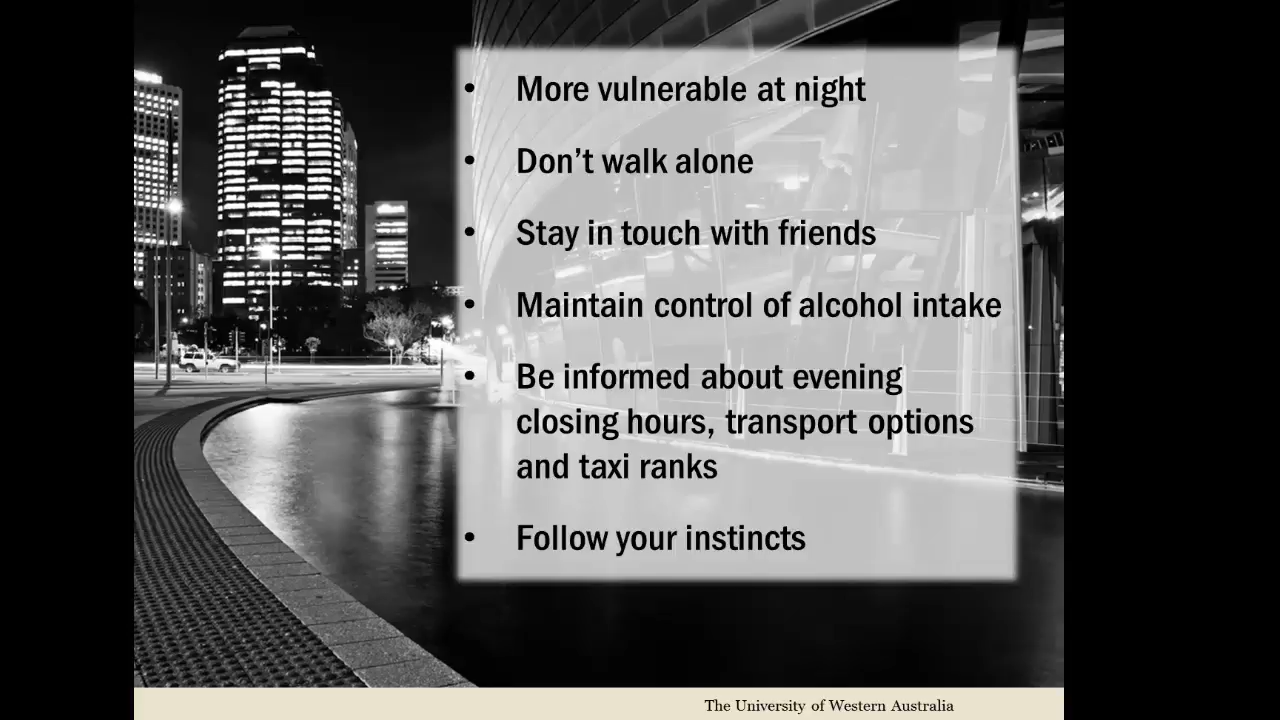 • More vulnerable at night
• Don’t walk alone
• Stay in touch with friends
• Maintain control of alcohol intake
• Be informed about evening
closing hours, transport options
and taxi ranks
• Follow your instincts
The University of Western Australia